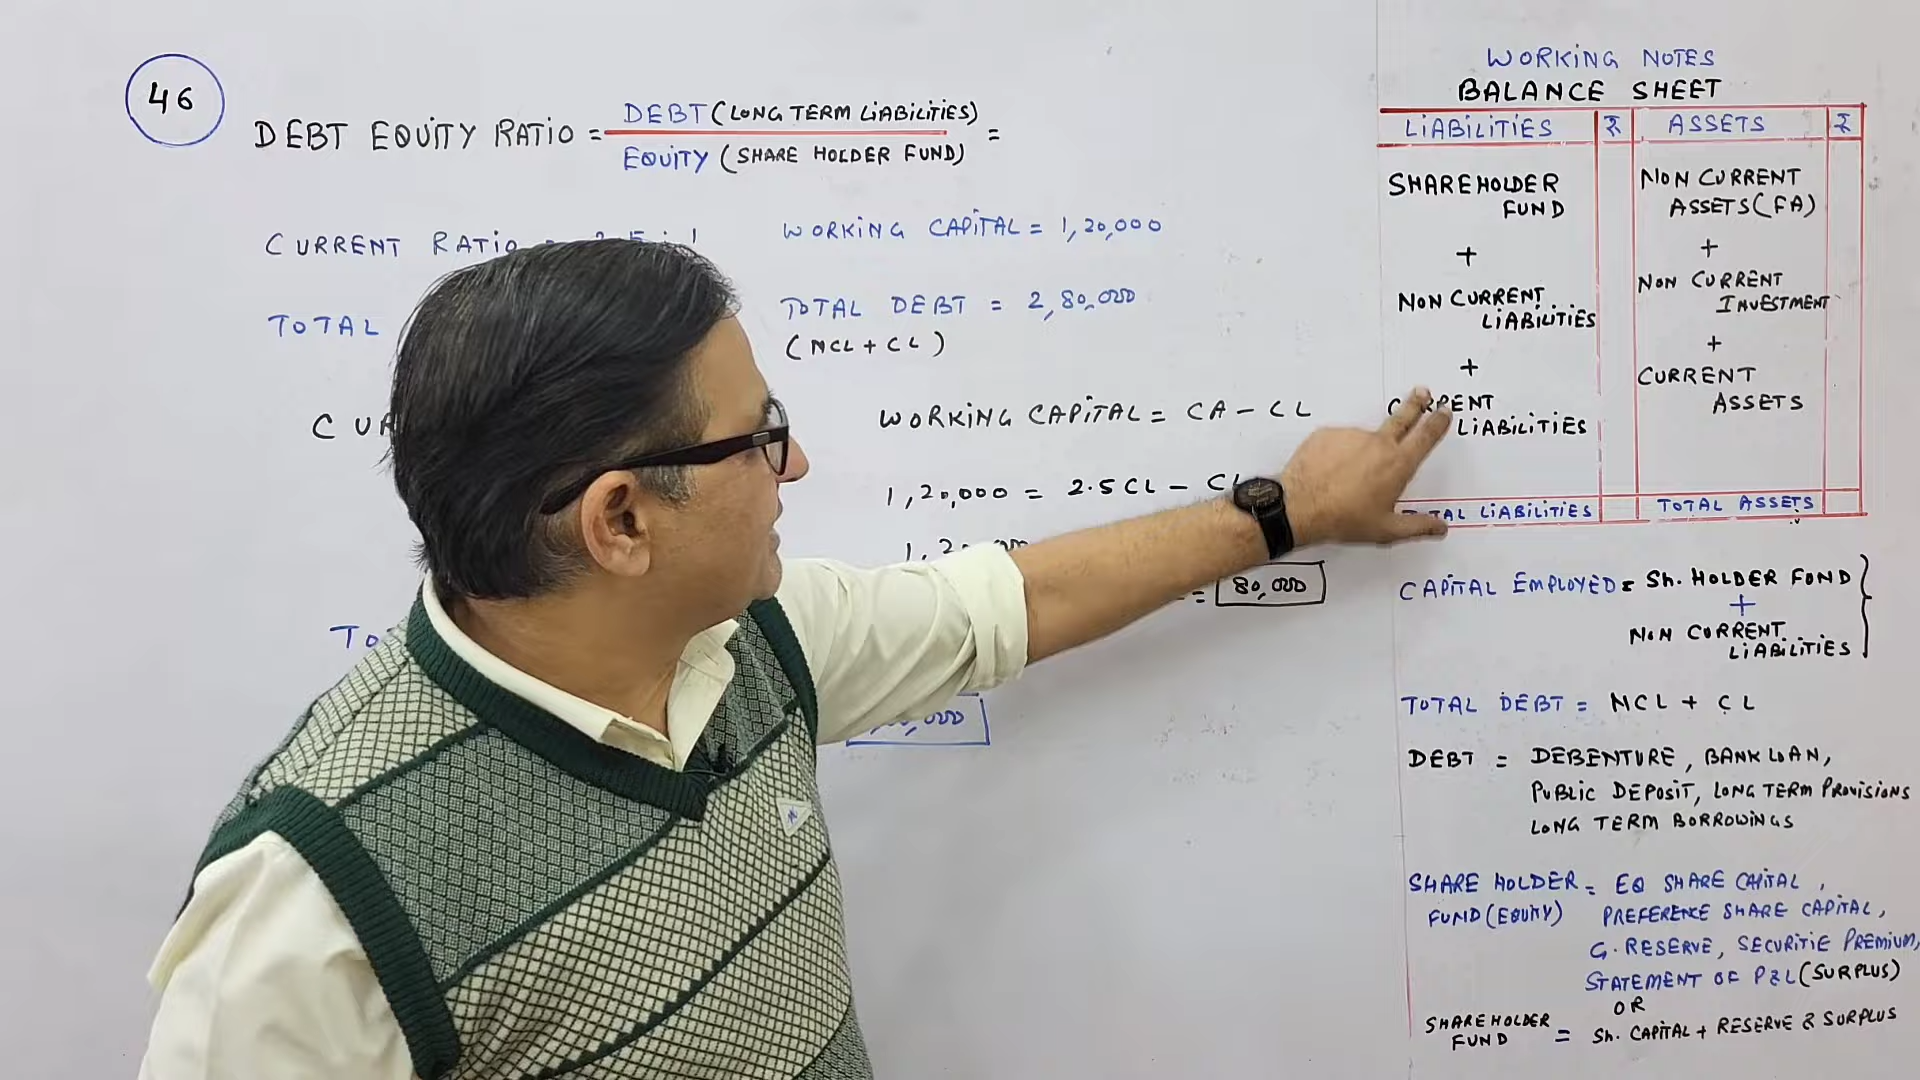 46
DEBT EQUITY RATIO = DEBT (LONG TERM LIABILITIES) =
EQUITY (SHARE HOLDER FUND)
CURRENT RATIO
WORKING CAPITAL = 1,20,000
TOTAL
TOTAL DEBT = 2,80,000
(NCL + CL)
WORKING CAPITAL = CA - CL
1,20,000 = 2.5 CL - CL
= 80,000
WORKING NOTES
BALANCE SHEET
LIABILITIES ₹ ASSETS ₹
SHAREHOLDER FUND
+
NON CURRENT LIABILITIES
+
CURRENT LIABILITIES
TOTAL LIABILITIES
NON CURRENT ASSETS (FA)
+
NON CURRENT INVESTMENT
+
CURRENT ASSETS
TOTAL ASSETS
CAPITAL EMPLOYED = SH. HOLDER FUND
+
NON CURRENT LIABILITIES
TOTAL DEBT = NCL + CL
DEBT = DEBENTURE, BANK LOAN,
PUBLIC DEPOSIT, LONG TERM PROVISIONS
LONG TERM BORROWINGS
SHARE HOLDER = EQ SHARE CAPITAL,
FUND (EQUITY) PREFERENCE SHARE CAPITAL,
G. RESERVE, SECURITIE PREMIUM,
STATEMENT OF P&L (SURPLUS)
OR
SHAREHOLDER FUND = Sh. CAPITAL + RESERVE & SURPLUS